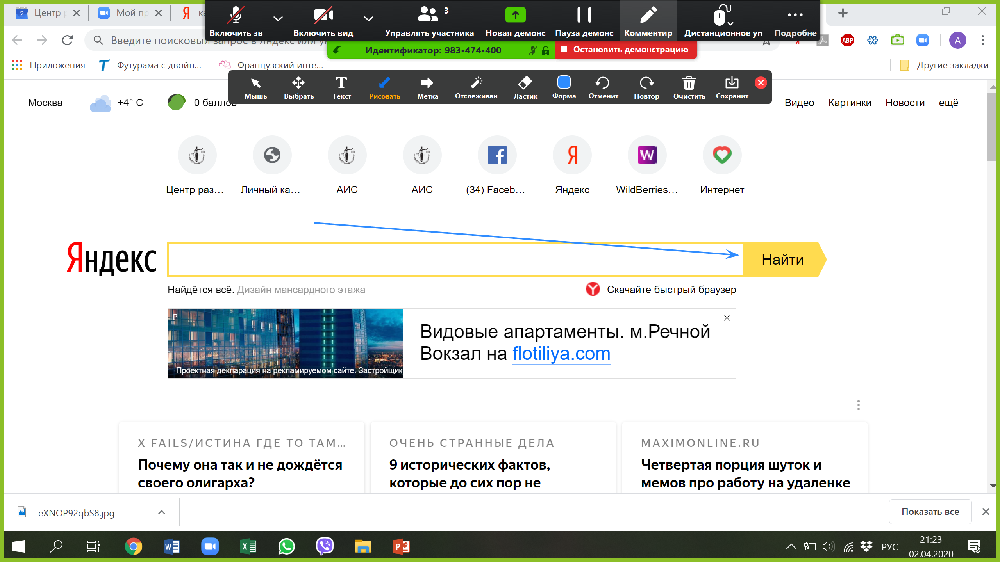 2 Центр р
Мой пр
Я ка
Включить зв
Включить вид
3
Управлять участника
Новая демонс
Пауза демонс
Комментир
Дистанционное уп
Подробне
Введите поисковый запрос в Яндекс или
ABP
A
Идентификатор: 983-474-400
Остановить демонстрацию
Приложения
Футурама с двойн...
Французский инте...
Другие закладки
Мышь
Выбрать
Текст
Рисовать
Метка
Отслеживан
Ластик
Форма
Отменит
Повтор
Очистить
Сохранит
Москва
+4° C
0 баллов
Видео
Картинки
Новости
ещё
Центр раз...
Личный ка...
АИС
АИС
(34) Faceb...
Яндекс
WildBerries...
Интернет
Яндекс
Найти
Найдётся всё. Дизайн мансардного этажа
Скачайте быстрый браузер
₽
Проектная декларация на рекламируемом сайте. Застройщик
Видовые апартаменты. м.Речной
Вокзал на flotiliya.com
X FAILS/ИСТИНА ГДЕ ТО ТАМ...
Почему она так и не дождётся
своего олигарха?
ОЧЕНЬ СТРАННЫЕ ДЕЛА
9 исторических фактов,
которые до сих пор не
MAXIMONLINE.RU
Четвертая порция шуток и
мемов про работу на удаленке
eXNOP92qbS8.jpg
Показать все
РУС
21:23
02.04.2020